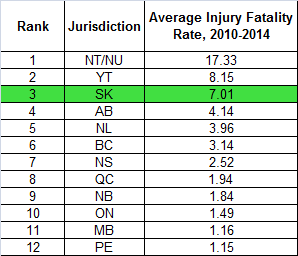 Rank Jurisdiction Average Injury Fatality
Rate, 2010-2014
1 NT/NU 17.33
2 YT 8.15
3 SK 7.01
4 AB 4.14
5 NL 3.96
6 BC 3.14
7 NS 2.52
8 QC 1.94
9 NB 1.84
10 ON 1.49
11 MB 1.16
12 PE 1.15